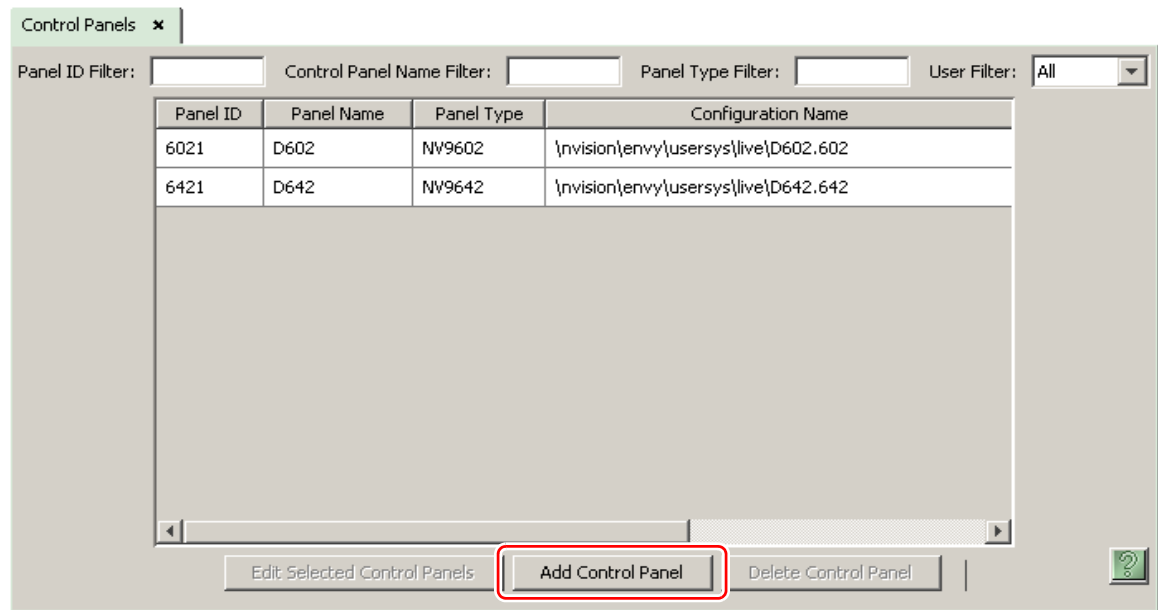 Control Panels ×
Panel ID Filter: Control Panel Name Filter: Panel Type Filter: User Filter: All
Panel ID Panel Name Panel Type Configuration Name
6021 D602 NV9602 \nvision\envy\usersys\live\D602.602
6421 D642 NV9642 \nvision\envy\usersys\live\D642.642
Edit Selected Control Panels Add Control Panel Delete Control Panel ?